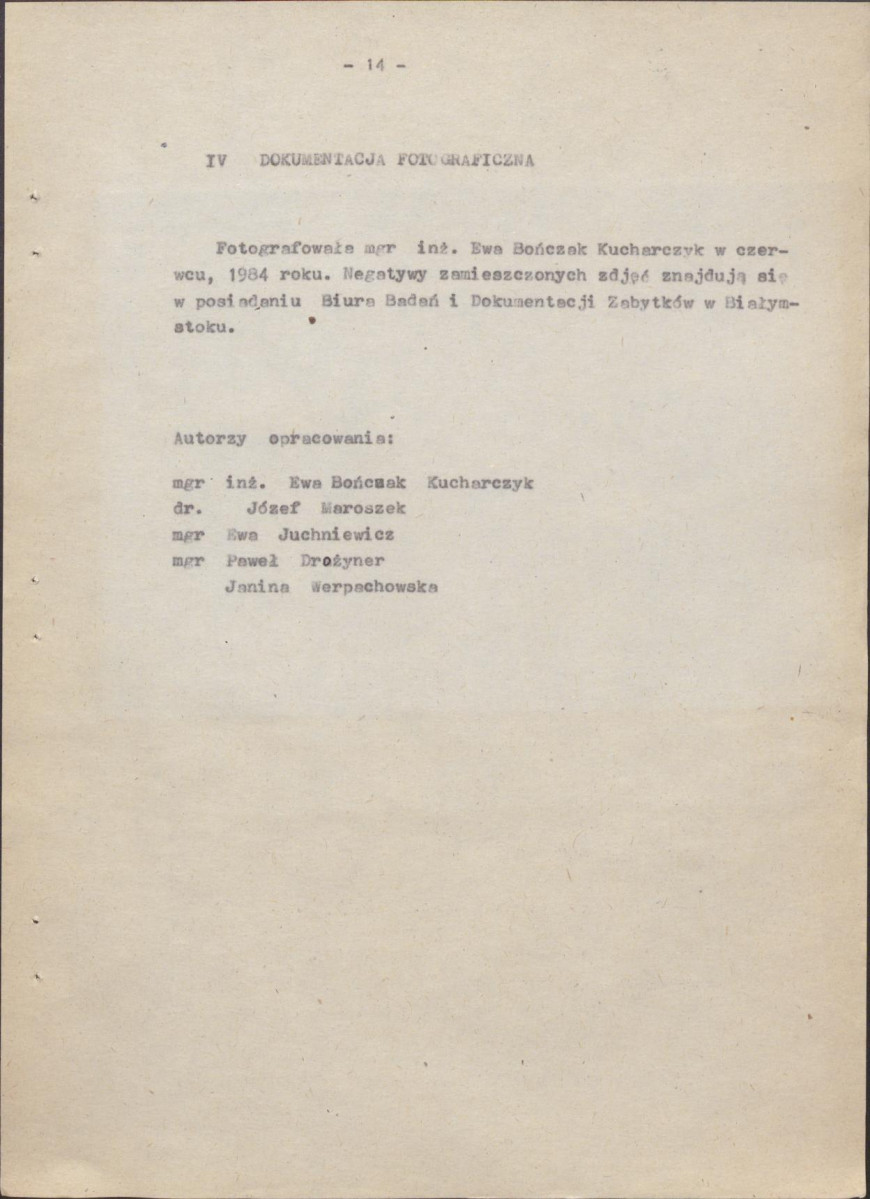 - 14 -
IV DOKUMENTACJA FOTOGRAFICZNA
Fotografowała mgr inż. Ewa Bończak Kucharczyk w czer-
wcu, 1984 roku. Negatywy zamieszczonych zdjęć znajdują się
w posiadaniu Biura Badań i Dokumentacji Zabytków w Białym-
stoku.
Autorzy opracowania:
mgr inż. Ewa Bończak Kucharczyk
dr. Józef Maroszek
mgr Ewa Juchniewicz
mgr Paweł Drożyner
Janina Werpachowska